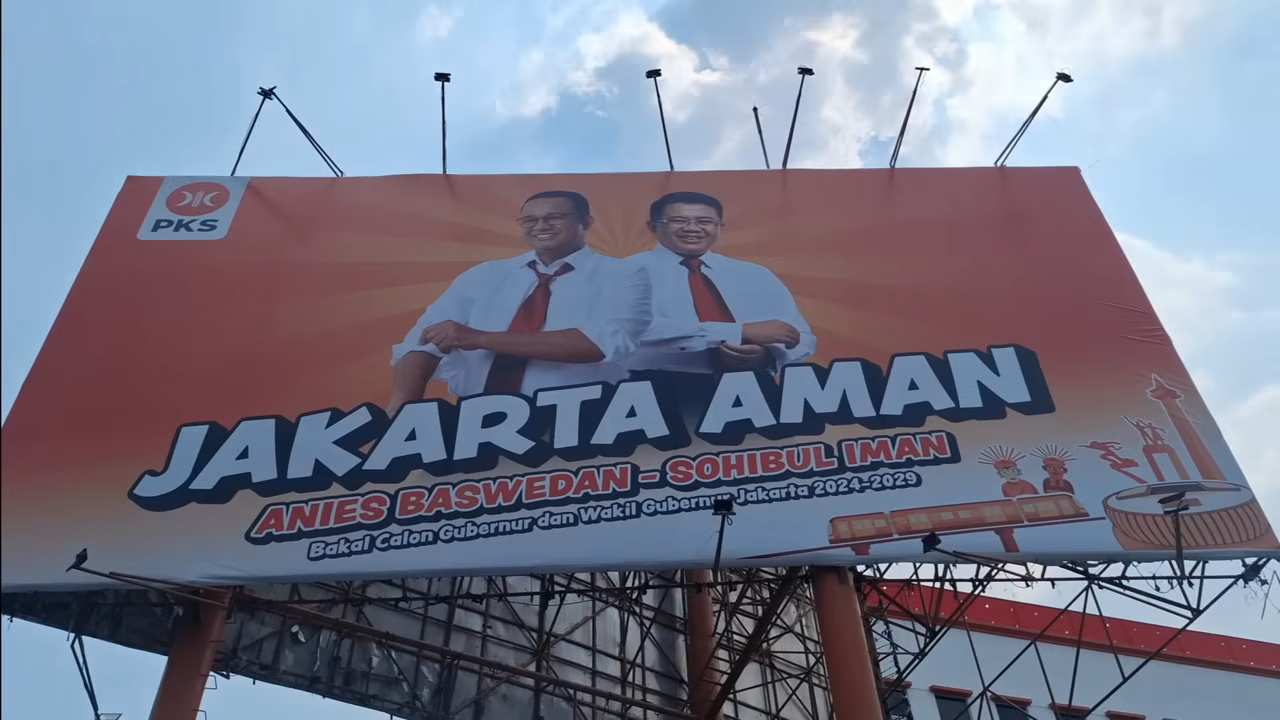 PKS
JAKARTA AMAN
ANIES BASWEDAN - SOHIBUL IMAN
Bakal Calon Gubernur dan Wakil Gubernur Jakarta 2024-2029